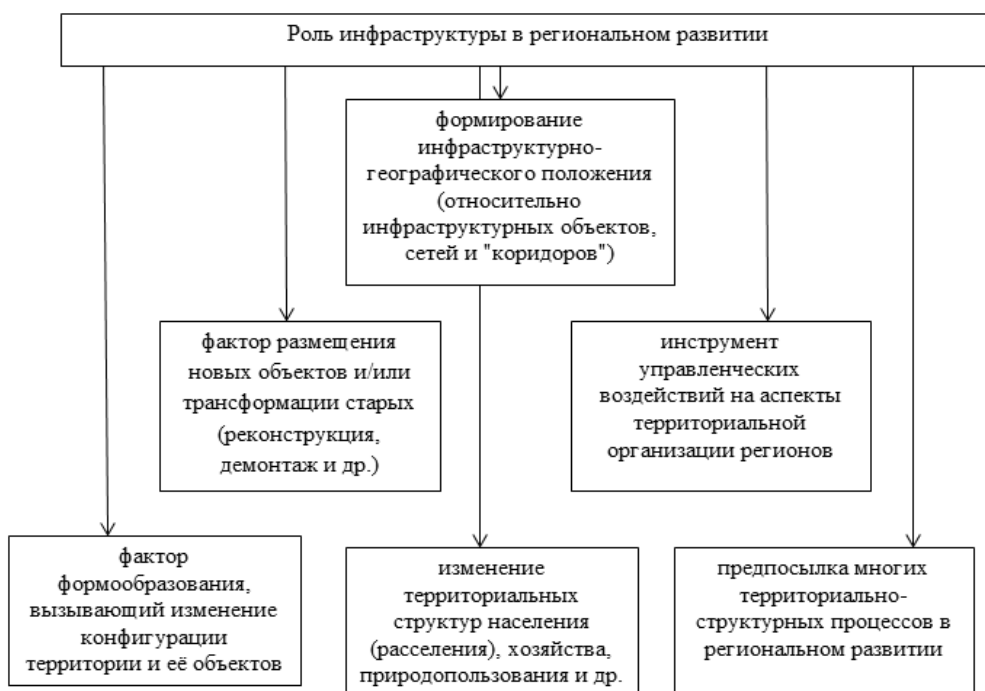 Роль инфраструктуры в региональном развитии
формирование
инфраструктурно-
географического положения
(относительно
инфраструктурных объектов,
сетей и "коридоров")
фактор размещения
новых объектов и/или
трансформации старых
(реконструкция,
демонтаж и др.)
инструмент
управленческих
воздействий на аспекты
территориальной
организации регионов
фактор
формообразования,
вызывающий изменение
конфигурации
территории и её объектов
изменение
территориальных
структур населения
(расселения), хозяйства,
природопользования и др.
предпосылка многих
территориально-
структурных процессов в
региональном развитии